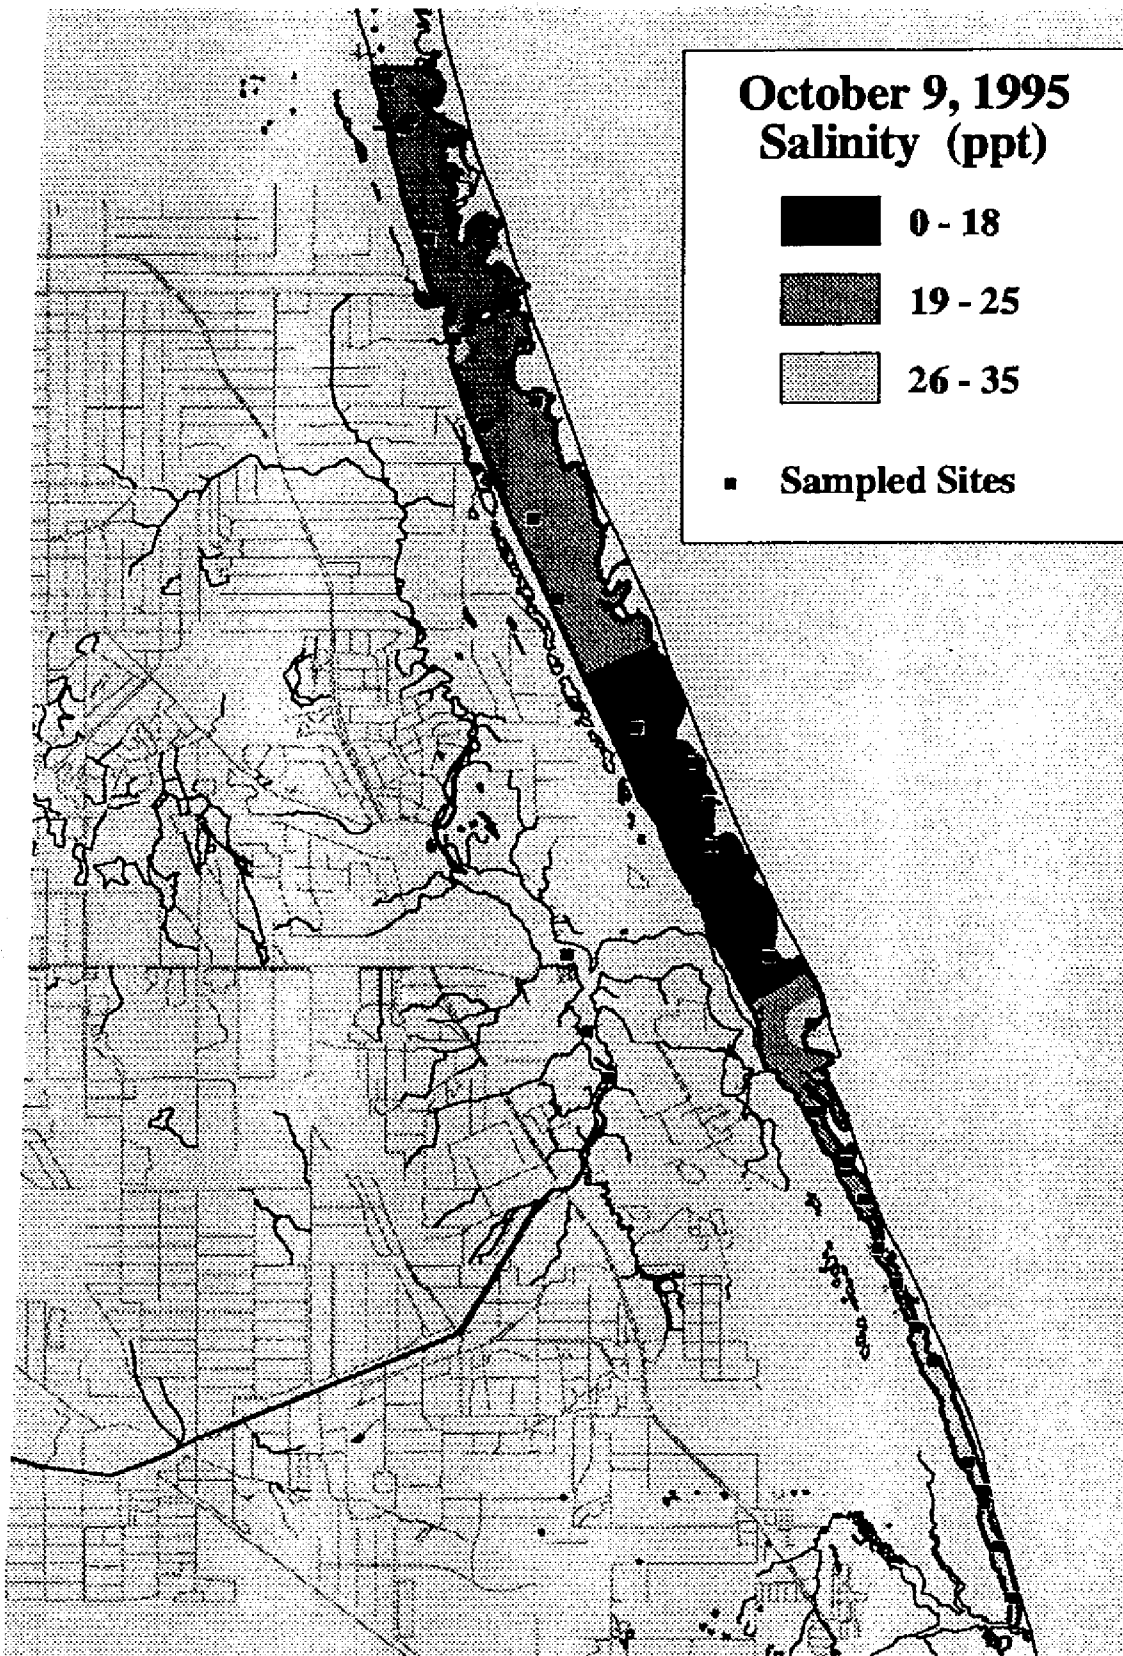 October 9, 1995
Salinity (ppt)
0 - 18
19 - 25
26 - 35
Sampled Sites